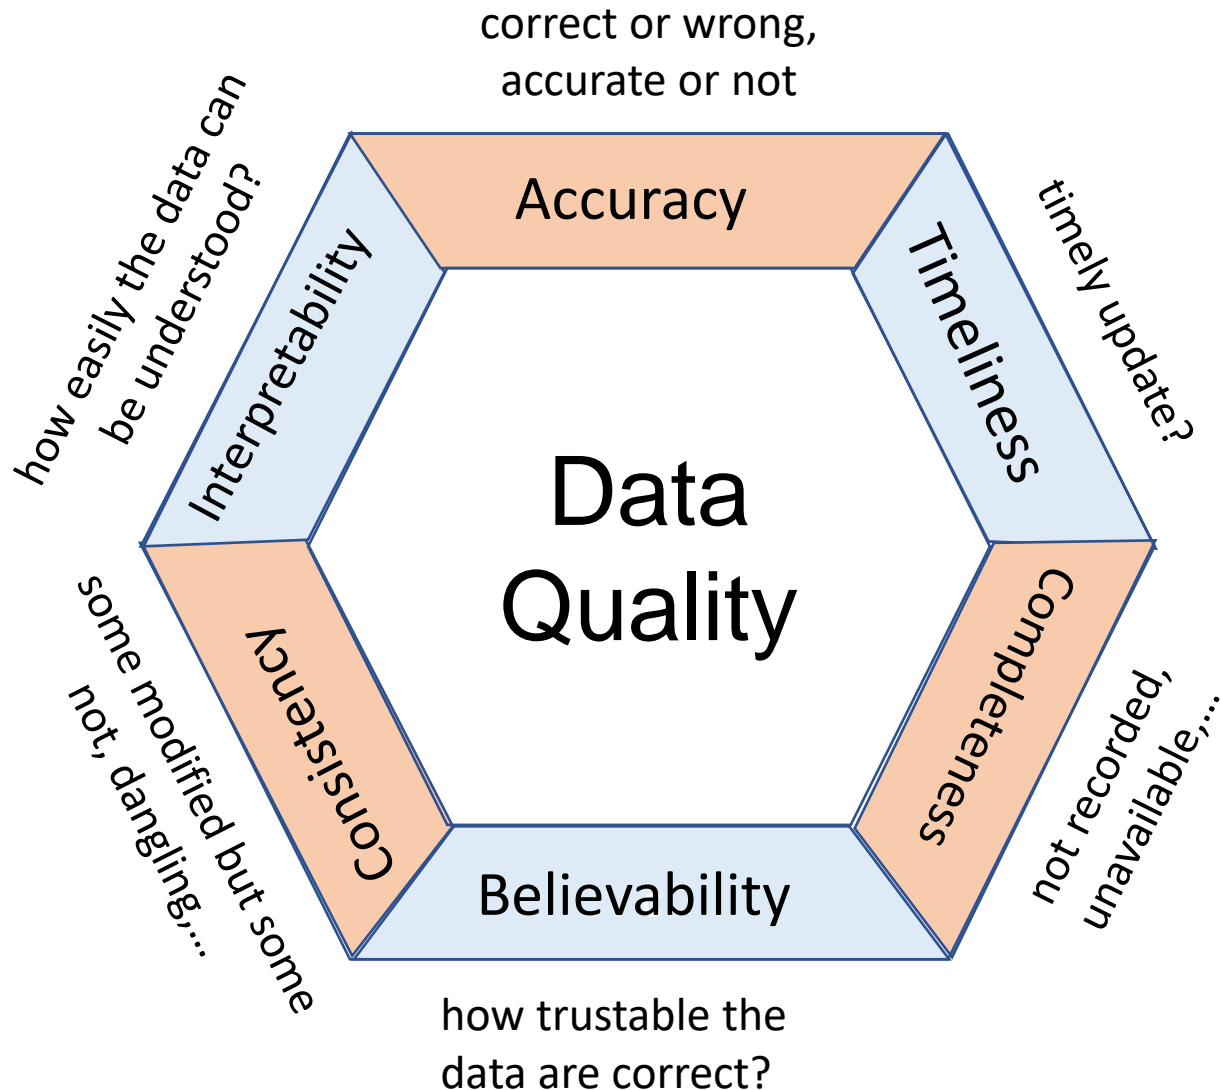 correct or wrong,
accurate or not
Accuracy
how easily the data can
be understood?
Interpretability
Timeliness
timely update?
Data
Quality
Consistency
some modified but some
not, dangling,...
Completeness
not recorded,
unavailable,...
Believability
how trustable the
data are correct?